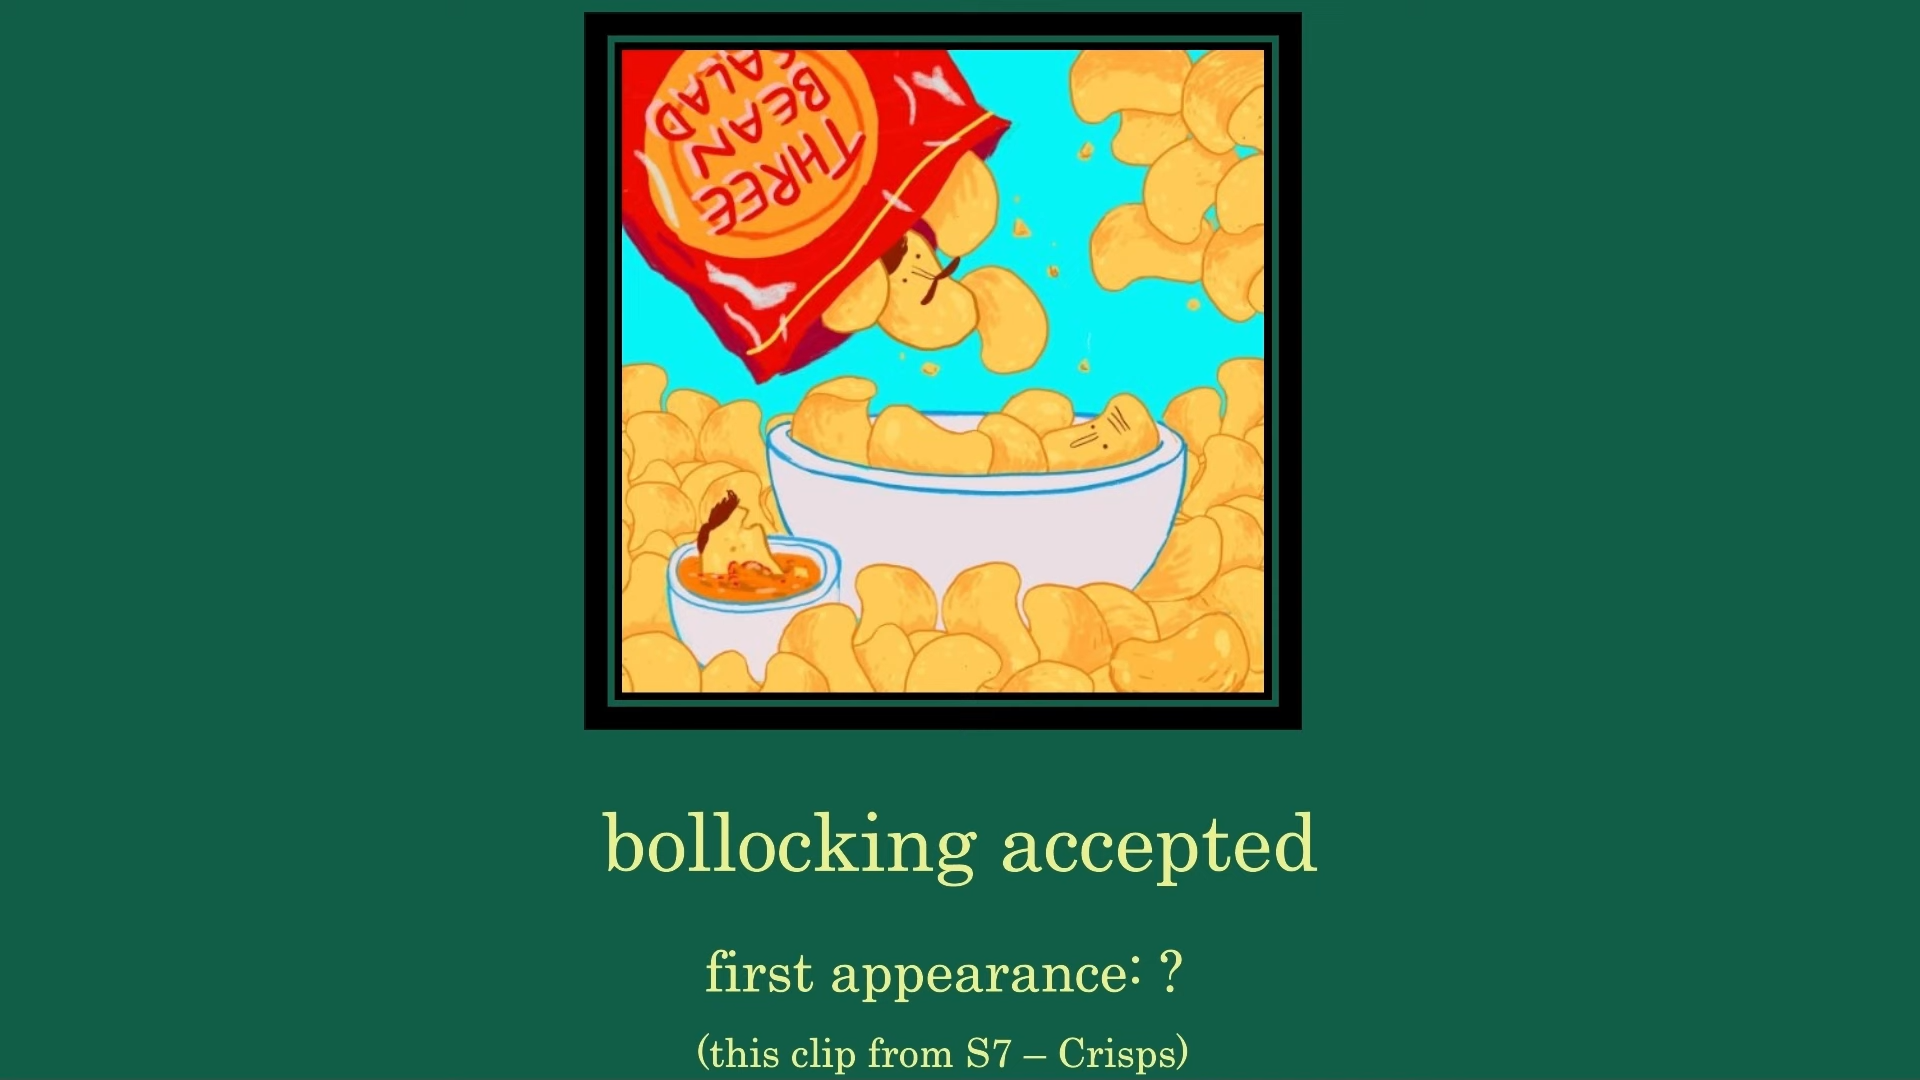 THREE
BEAN
SALAD
bollocking accepted
first appearance: ?
(this clip from S7 – Crisps)